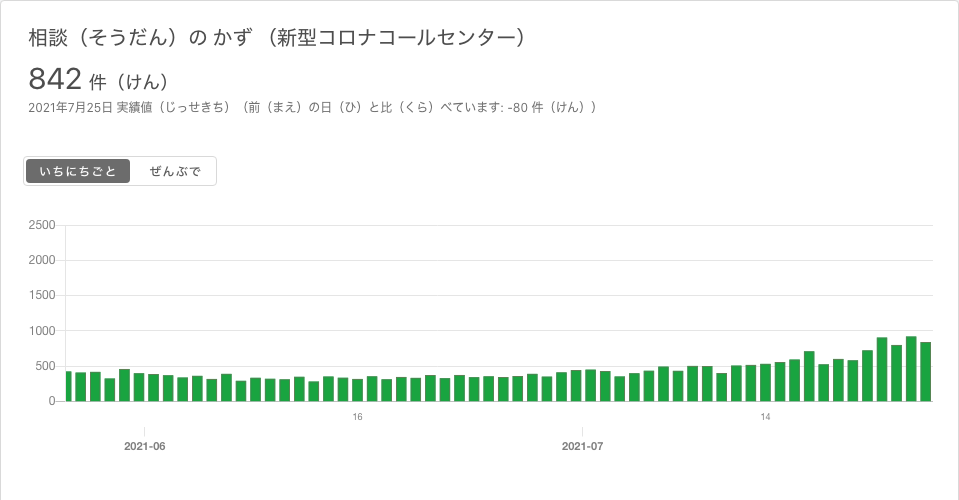 相談（そうだん）の かず （新型コロナコールセンター）
842 件（けん）
2021年7月25日 実績値（じっせきち）（前（まえ）の日（ひ）と比（くら）べています: -80 件（けん））
いちにちごと ぜんぶで
2500
2000
1500
1000
500
0
16 14
2021-06 2021-07